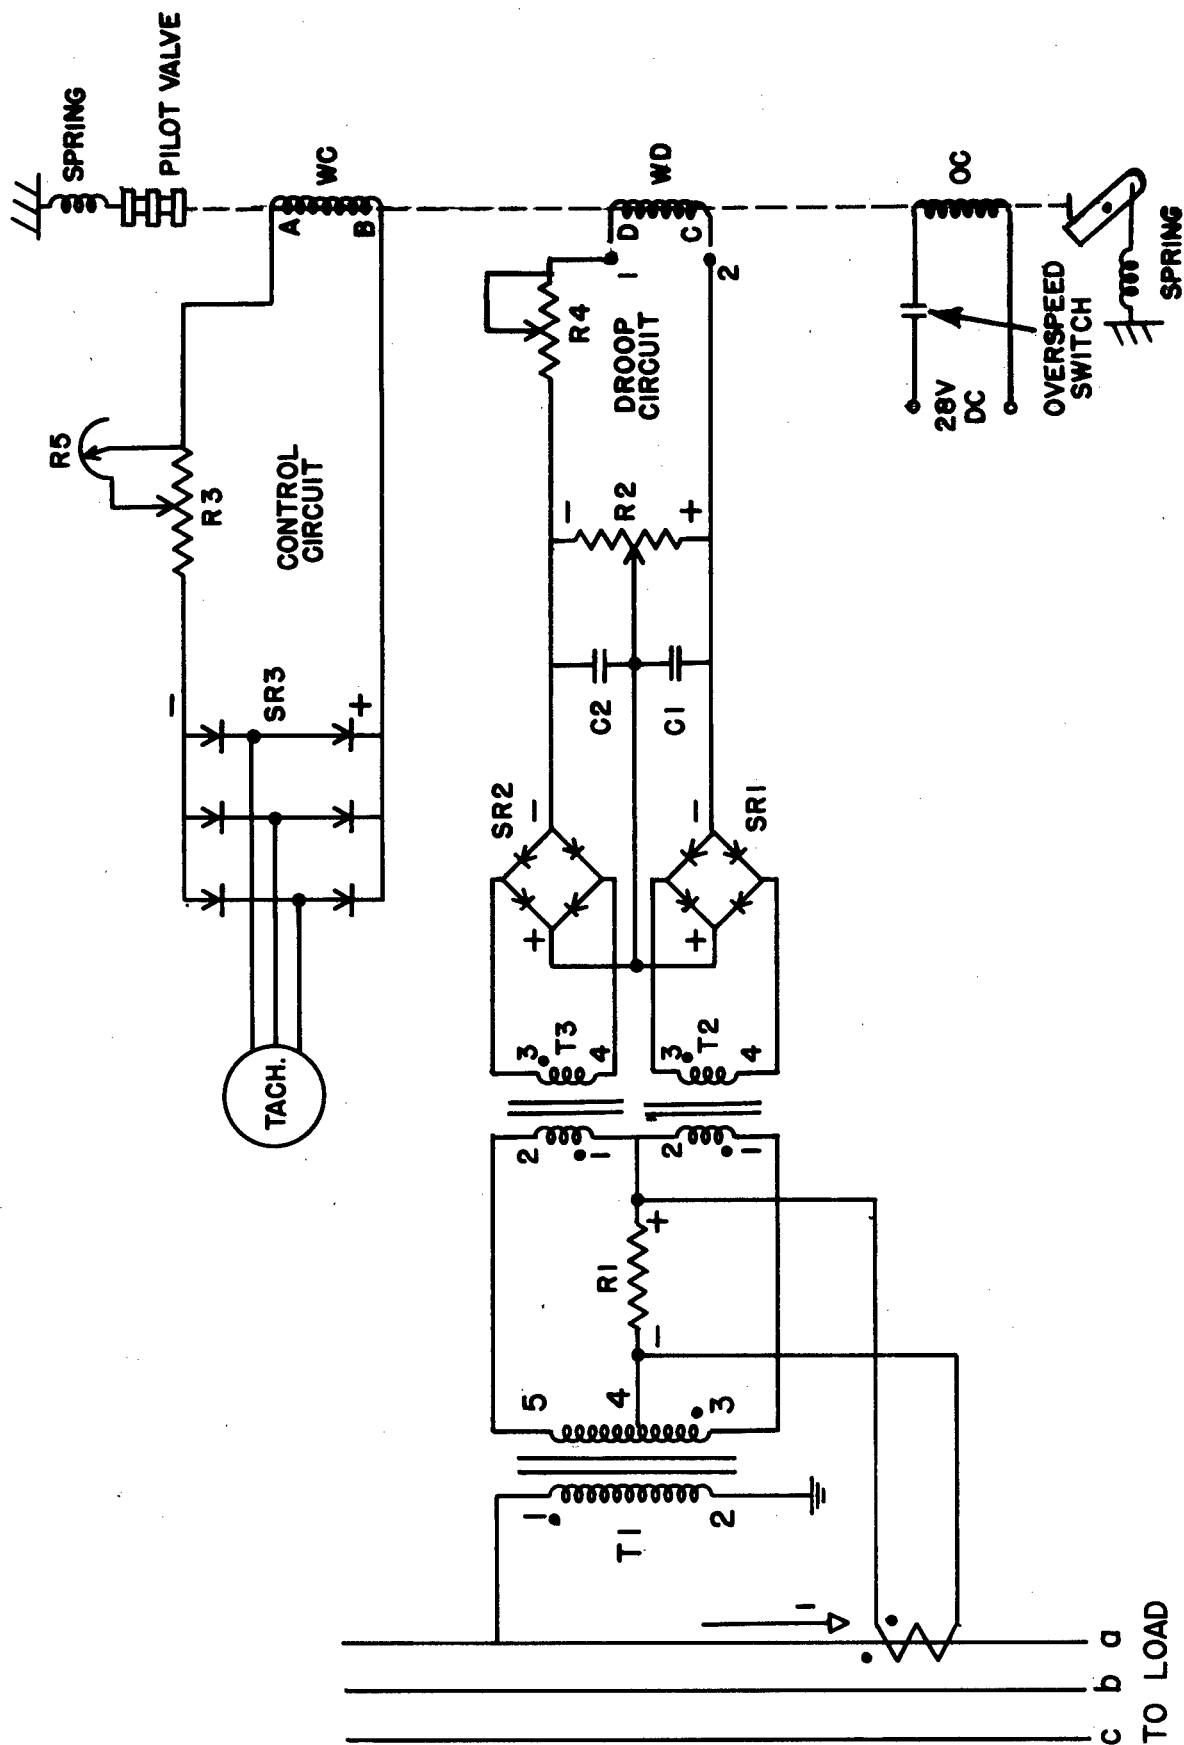 SPRING
PILOT VALVE
R5
R3
CONTROL
CIRCUIT
−
SR3
+
TACH.
A
B
WC
R4
DROOP
CIRCUIT
D
C
1
2
WD
−
R2
+
C2
C1
SR2
−
+
SR1
−
+
3
T3
4
3
T2
4
2
1
2
1
R1
+
−
5
4
3
1
T1
2
I
28V
DC
OVERSPEED
SWITCH
OC
SPRING
a
b
c
TO LOAD